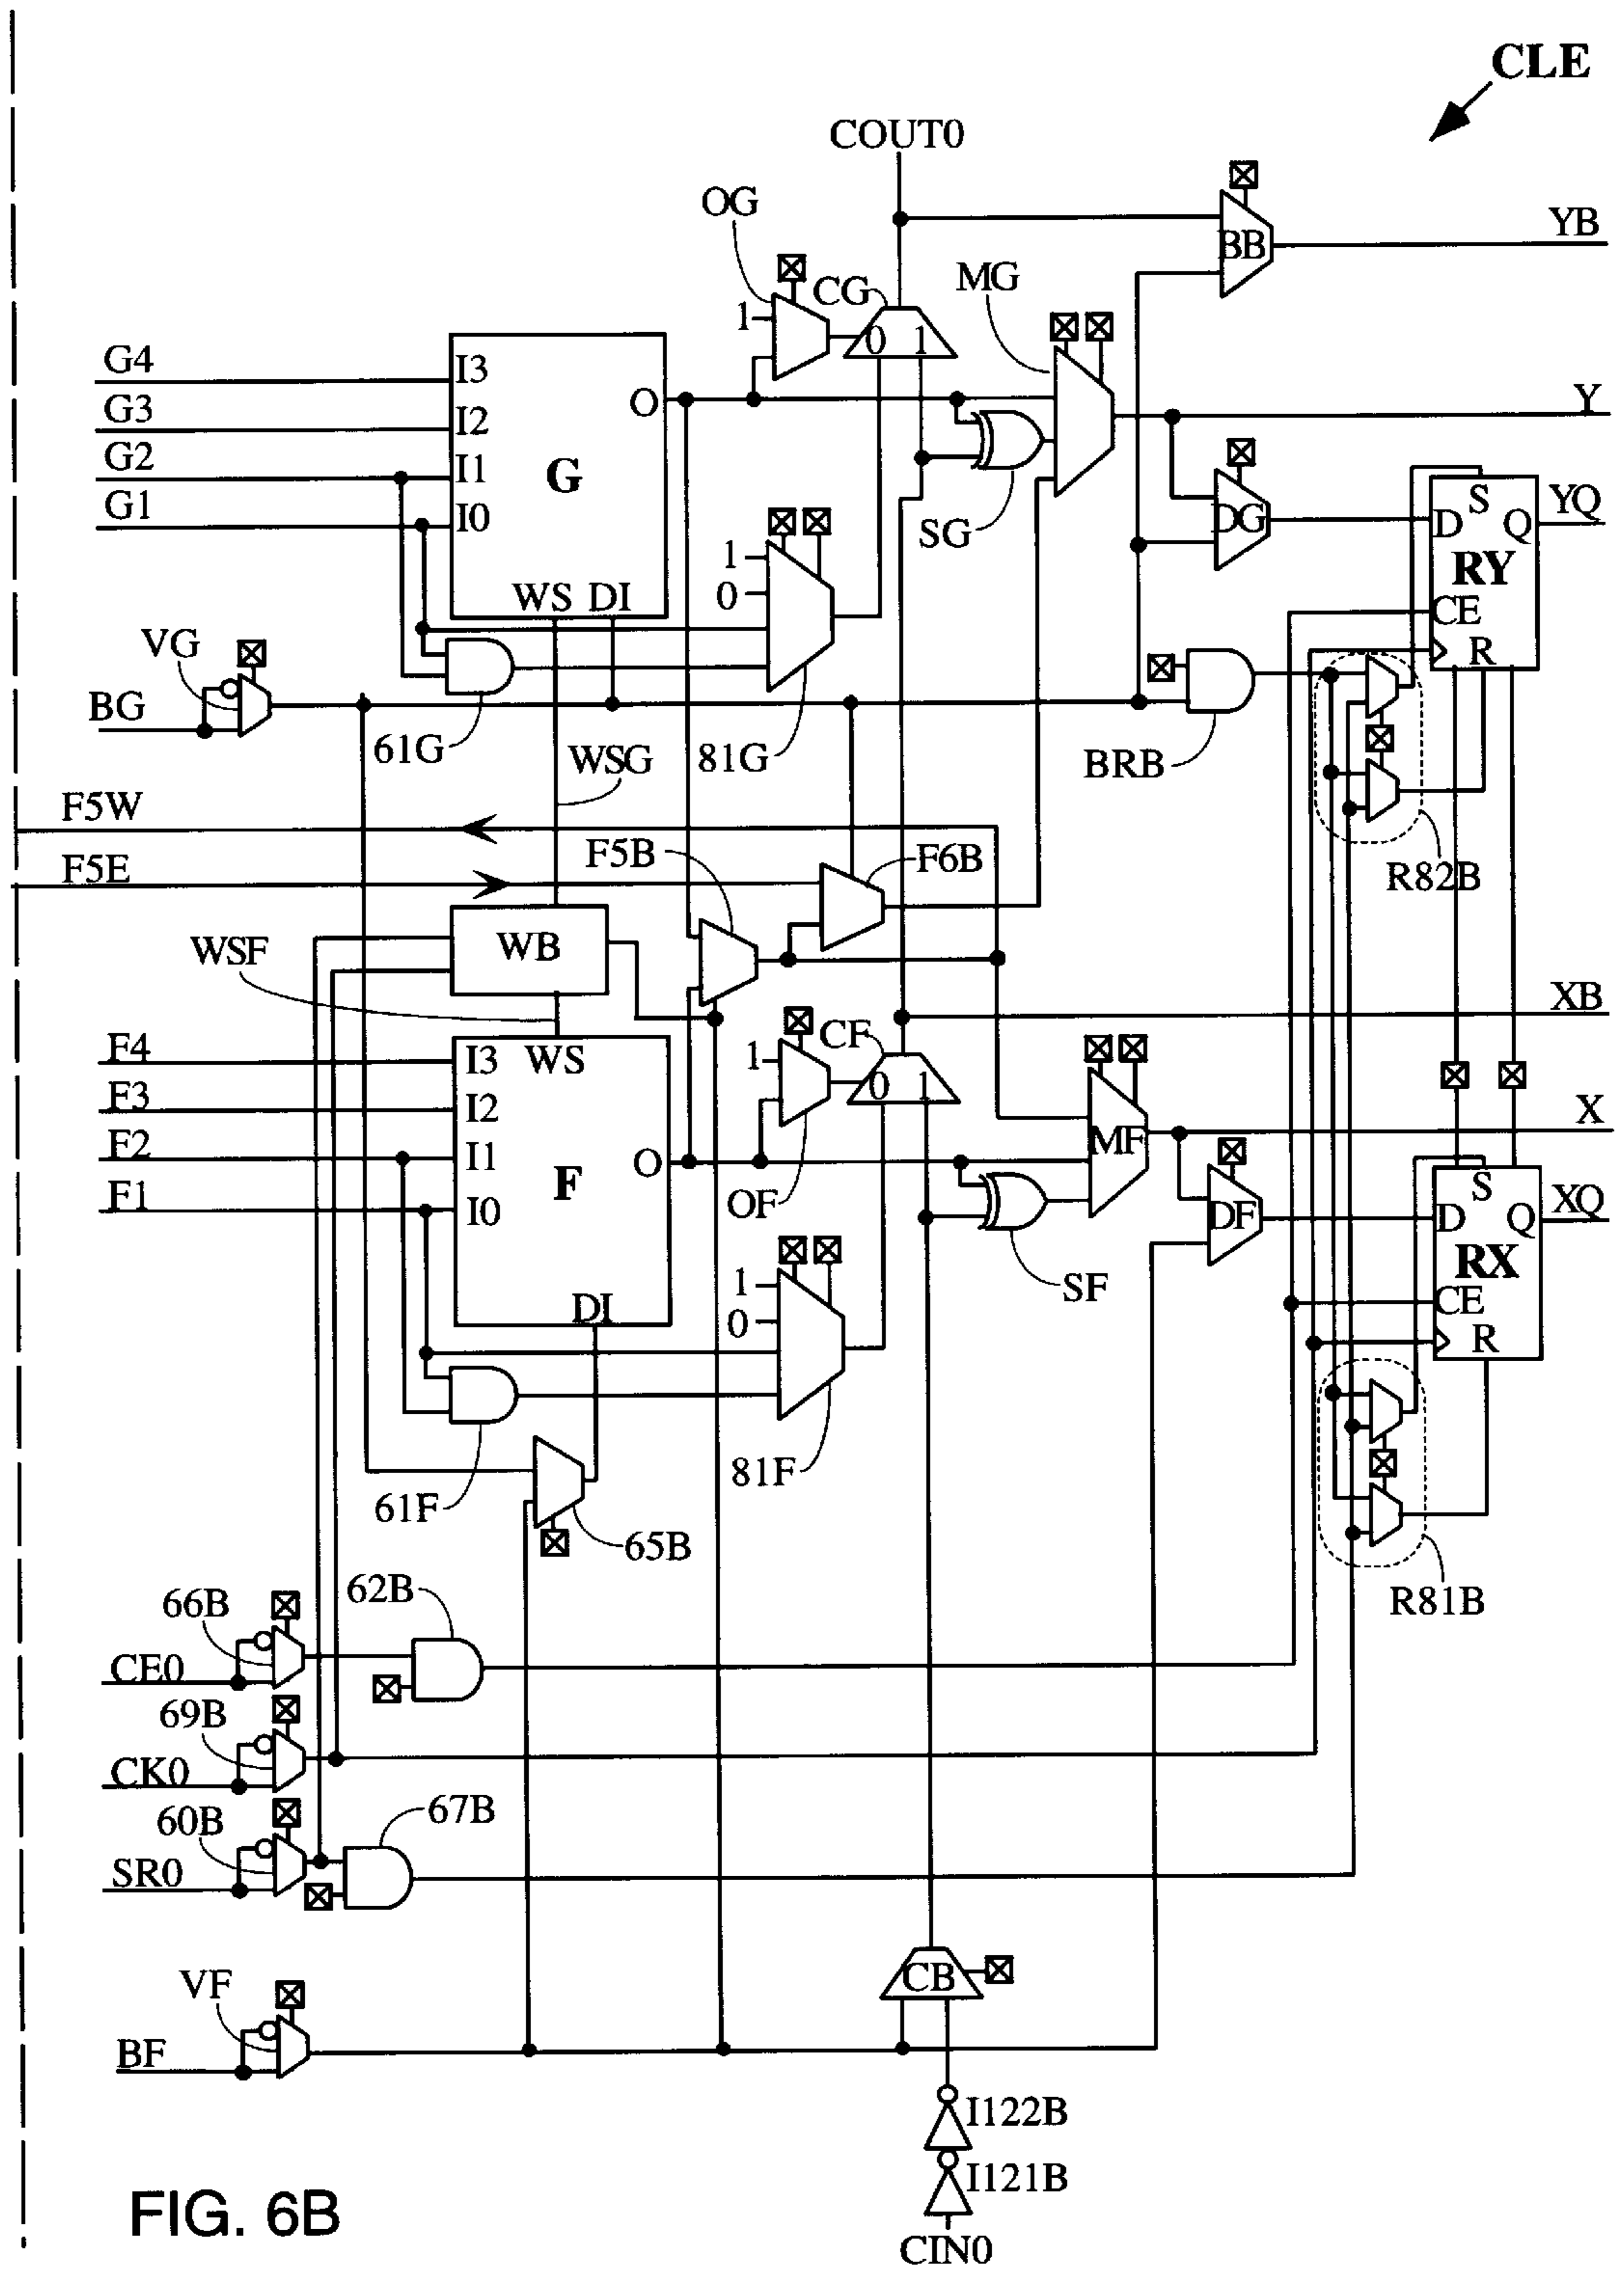 CLE
COUT0
OG
YB
BB
CG
MG
1
0 1
G4
I3
Y
G3
O
I2
G2
I1
G
S
YQ
G1
I0
SG
DG
D Q
1
RY
0
WS DI
CE
VG
R
BG
61G
WSG
81G
BRB
F5W
F5B
F6B
F5E
R82B
WSF
WB
XB
F4
I3 WS
1
CF
0 1
F3
I2
X
F2
I1
MF
F
O
F1
I0
OF
S
XQ
DF
D Q
RX
1
SF
DI
0
CE
R
81F
61F
65B
62B
66B
R81B
CE0
69B
CK0
67B
60B
SR0
CB
VF
BF
I122B
I121B
FIG. 6B
CIN0